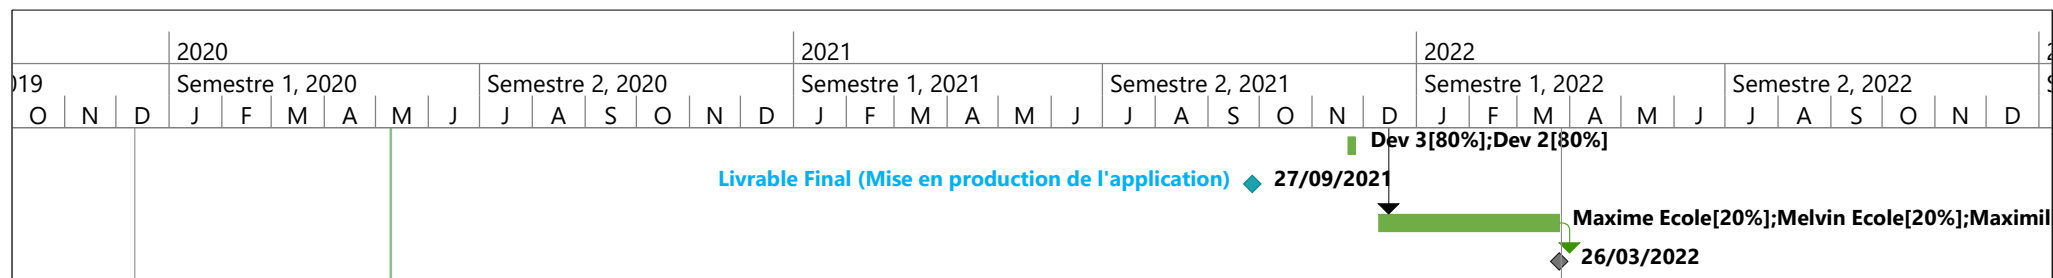 2020 2021 2022 2
019 Semestre 1, 2020 Semestre 2, 2020 Semestre 1, 2021 Semestre 2, 2021 Semestre 1, 2022 Semestre 2, 2022 S
O N D J F M A M J J A S O N D J F M A M J J A S O N D J F M A M J J A S O N D
Dev 3[80%];Dev 2[80%]
Livrable Final (Mise en production de l'application) 27/09/2021
Maxime Ecole[20%];Melvin Ecole[20%];Maximil
26/03/2022